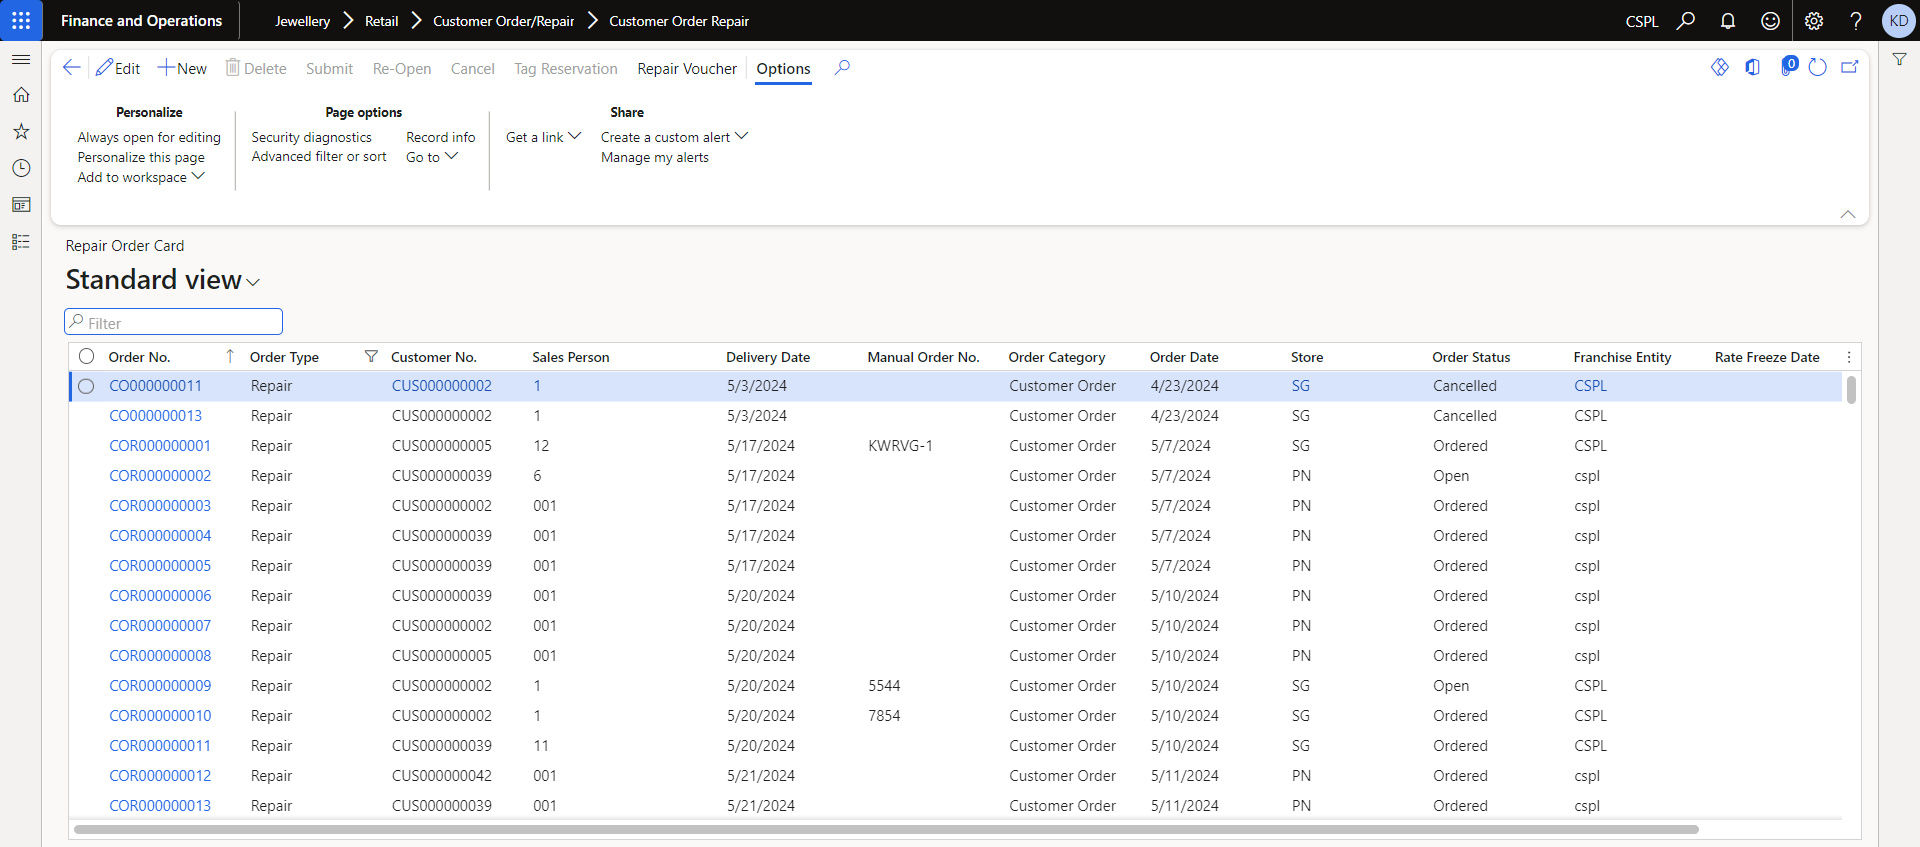 Finance and Operations Jewellery Retail Customer Order/Repair Customer Order Repair CSPL ? KD
Edit New Delete Submit Re-Open Cancel Tag Reservation Repair Voucher Options 0
Personalize Page options Share
Always open for editing Security diagnostics Record info Get a link Create a custom alert
Personalize this page Advanced filter or sort Go to Manage my alerts
Add to workspace
Repair Order Card
Standard view
Filter
Order No. Order Type Customer No. Sales Person Delivery Date Manual Order No. Order Category Order Date Store Order Status Franchise Entity Rate Freeze Date
CO000000011 Repair CUS000000002 1 5/3/2024 Customer Order 4/23/2024 SG Cancelled CSPL
CO000000013 Repair CUS000000002 1 5/3/2024 Customer Order 4/23/2024 SG Cancelled CSPL
COR000000001 Repair CUS000000005 12 5/17/2024 KWRVG-1 Customer Order 5/7/2024 SG Ordered CSPL
COR000000002 Repair CUS000000039 6 5/17/2024 Customer Order 5/7/2024 PN Open cspl
COR000000003 Repair CUS000000002 001 5/17/2024 Customer Order 5/7/2024 PN Ordered cspl
COR000000004 Repair CUS000000039 001 5/17/2024 Customer Order 5/7/2024 PN Ordered cspl
COR000000005 Repair CUS000000039 001 5/17/2024 Customer Order 5/7/2024 PN Ordered cspl
COR000000006 Repair CUS000000039 001 5/20/2024 Customer Order 5/10/2024 PN Ordered cspl
COR000000007 Repair CUS000000002 001 5/20/2024 Customer Order 5/10/2024 PN Ordered cspl
COR000000008 Repair CUS000000005 001 5/20/2024 Customer Order 5/10/2024 PN Ordered cspl
COR000000009 Repair CUS000000002 1 5/20/2024 5544 Customer Order 5/10/2024 SG Open CSPL
COR000000010 Repair CUS000000002 1 5/20/2024 7854 Customer Order 5/10/2024 SG Ordered CSPL
COR000000011 Repair CUS000000039 11 5/20/2024 Customer Order 5/10/2024 SG Ordered CSPL
COR000000012 Repair CUS000000042 001 5/21/2024 Customer Order 5/11/2024 PN Ordered cspl
COR000000013 Repair CUS000000039 001 5/21/2024 Customer Order 5/11/2024 PN Ordered cspl